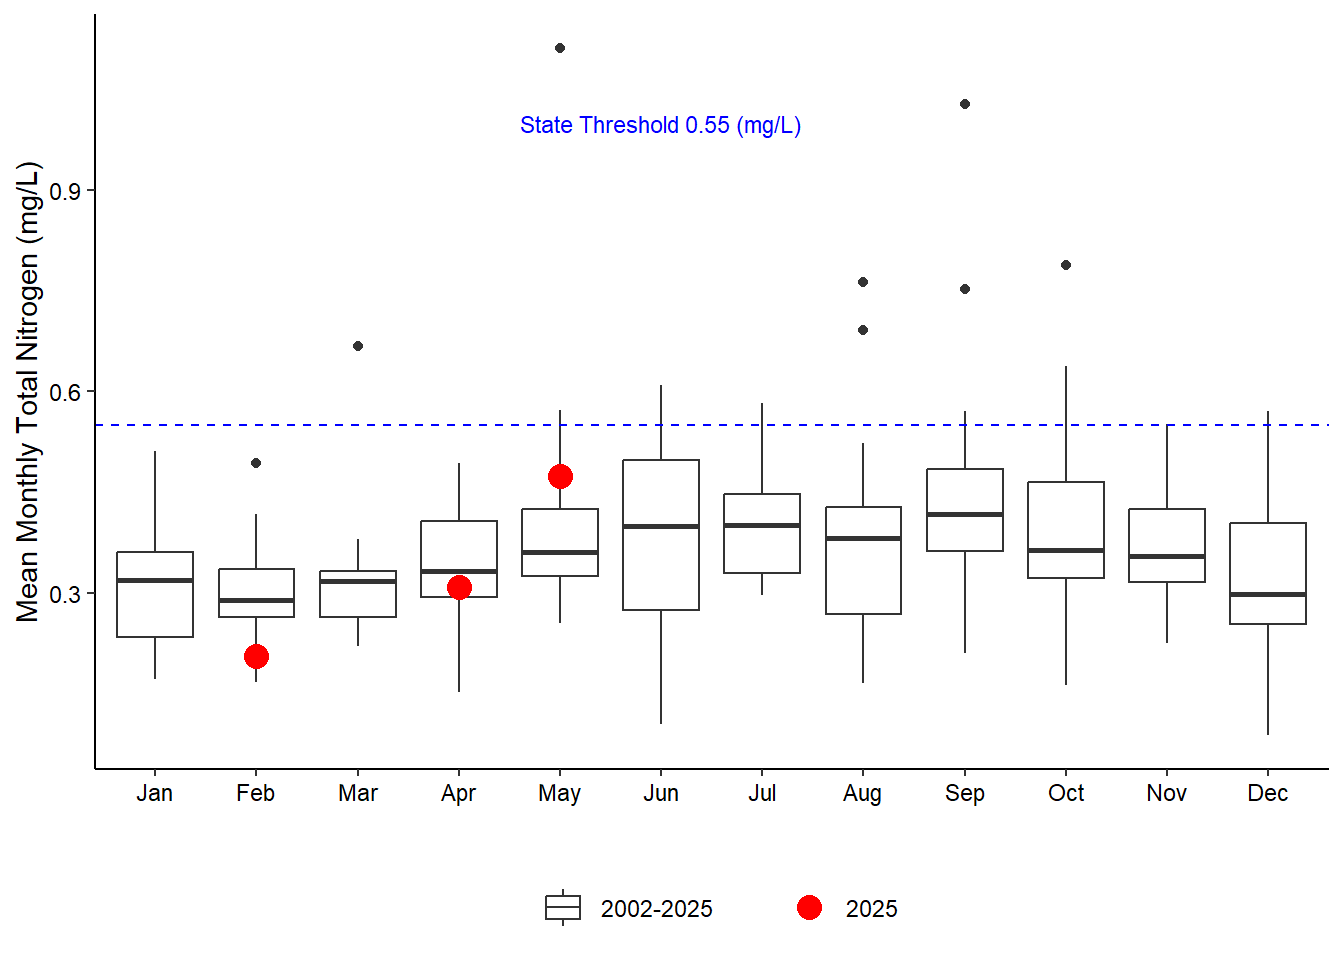 State Threshold 0.55 (mg/L)
Mean Monthly Total Nitrogen (mg/L)
0.9
0.6
0.3
Jan Feb Mar Apr May Jun Jul Aug Sep Oct Nov Dec
2002-2025 2025